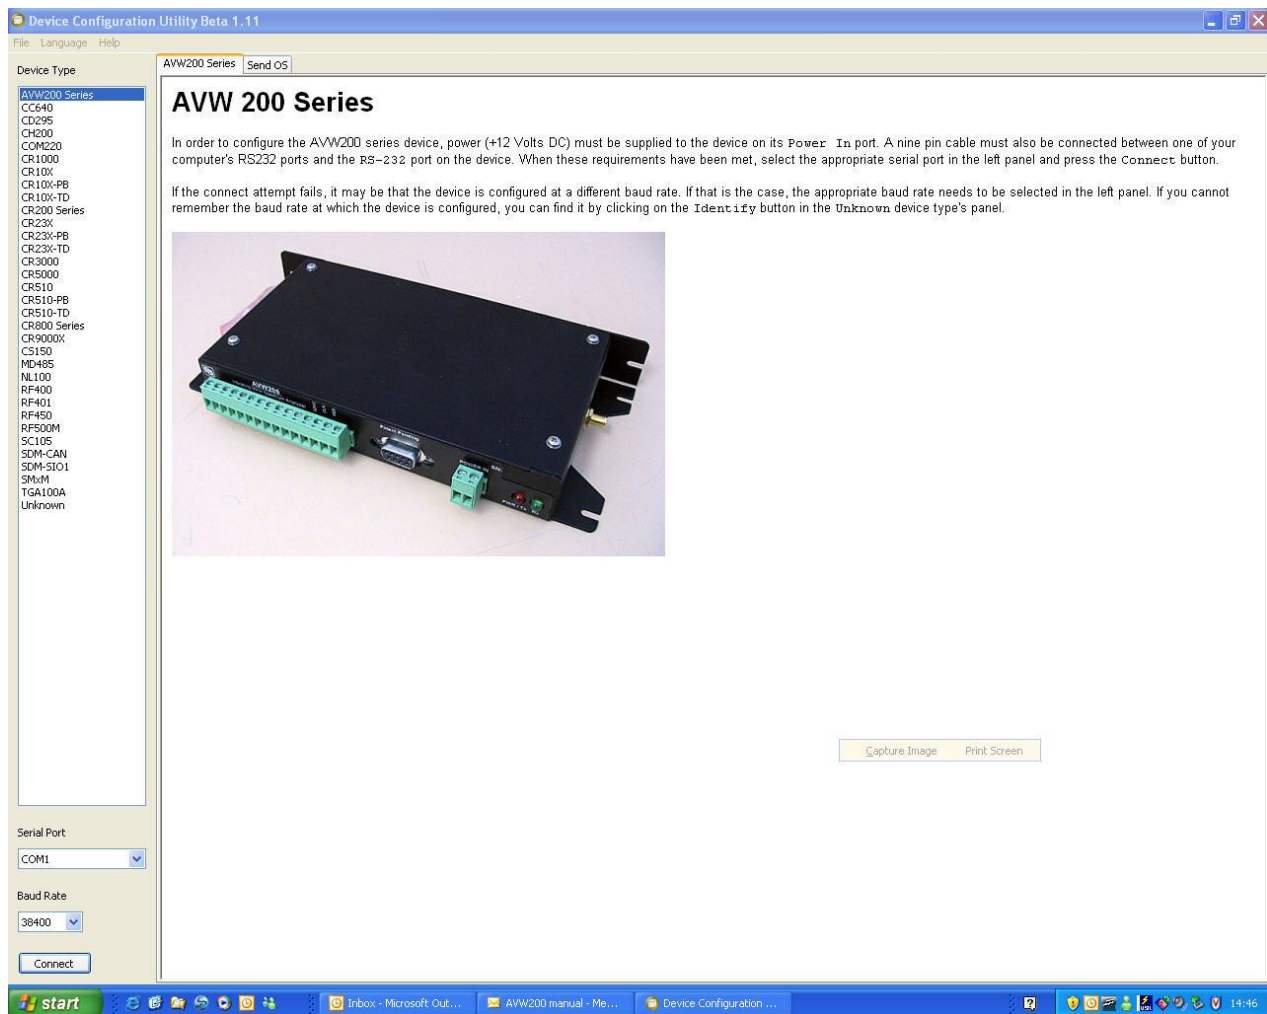 Device Configuration Utility Beta 1.11
File Language Help
Device Type
AVW200 Series
CC640
CD295
CH200
COM220
CR1000
CR10X
CR10X-PB
CR10X-TD
CR200 Series
CR23X
CR23X-PB
CR23X-TD
CR3000
CR5000
CR510
CR510-PB
CR510-TD
CR800 Series
CR9000X
CS150
MD485
NL100
RF400
RF401
RF450
RF500M
SC105
SDM-CAN
SDM-SIO1
SMxM
TGA100A
Unknown
Serial Port
COM1
Baud Rate
38400
Connect
AVW200 Series Send OS
AVW 200 Series
In order to configure the AVW200 series device, power (+12 Volts DC) must be supplied to the device on its Power In port. A nine pin cable must also be connected between one of your
computer's RS232 ports and the RS-232 port on the device. When these requirements have been met, select the appropriate serial port in the left panel and press the Connect button.
If the connect attempt fails, it may be that the device is configured at a different baud rate. If that is the case, the appropriate baud rate needs to be selected in the left panel. If you cannot
remember the baud rate at which the device is configured, you can find it by clicking on the Identify button in the Unknown device type's panel.
AVW200
Patent Pending
POWER IN SN:
PWR / Tx Rx
Capture Image Print Screen
start Inbox - Microsoft Out... AVW200 manual - Me... Device Configuration ... 14:46